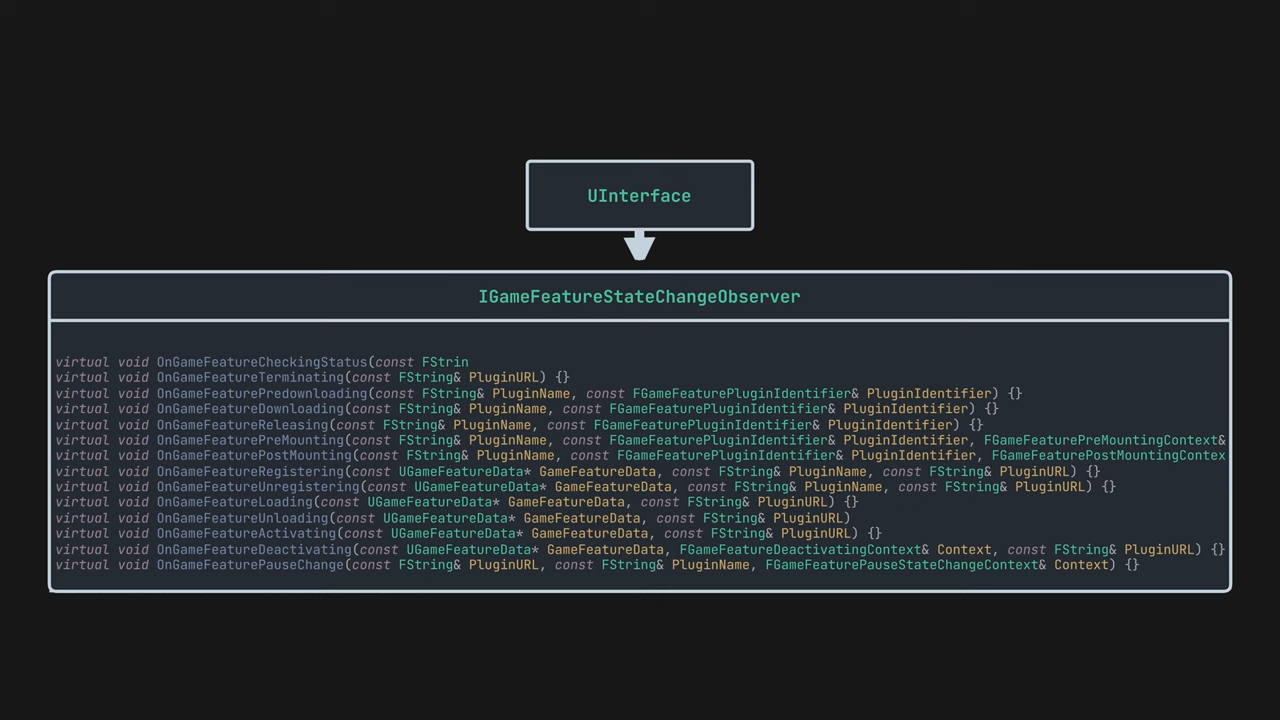 UInterface
IGameFeatureStateChangeObserver
virtual void OnGameFeatureCheckingStatus(const FStrin
virtual void OnGameFeatureTerminating(const FString& PluginURL) {}
virtual void OnGameFeaturePredownloading(const FString& PluginName, const FGameFeaturePluginIdentifier& PluginIdentifier) {}
virtual void OnGameFeatureDownloading(const FString& PluginName, const FGameFeaturePluginIdentifier& PluginIdentifier) {}
virtual void OnGameFeatureReleasing(const FString& PluginName, const FGameFeaturePluginIdentifier& PluginIdentifier) {}
virtual void OnGameFeaturePreMounting(const FString& PluginName, const FGameFeaturePluginIdentifier& PluginIdentifier, FGameFeaturePreMountingContext&
virtual void OnGameFeaturePostMounting(const FString& PluginName, const FGameFeaturePluginIdentifier& PluginIdentifier, FGameFeaturePostMountingContex
virtual void OnGameFeatureRegistering(const UGameFeatureData* GameFeatureData, const FString& PluginName, const FString& PluginURL) {}
virtual void OnGameFeatureUnregistering(const UGameFeatureData* GameFeatureData, const FString& PluginName, const FString& PluginURL) {}
virtual void OnGameFeatureLoading(const UGameFeatureData* GameFeatureData, const FString& PluginURL) {}
virtual void OnGameFeatureUnloading(const UGameFeatureData* GameFeatureData, const FString& PluginURL)
virtual void OnGameFeatureActivating(const UGameFeatureData* GameFeatureData, const FString& PluginURL) {}
virtual void OnGameFeatureDeactivating(const UGameFeatureData* GameFeatureData, FGameFeatureDeactivatingContext& Context, const FString& PluginURL) {}
virtual void OnGameFeaturePauseChange(const FString& PluginURL, const FString& PluginName, FGameFeaturePauseStateChangeContext& Context) {}